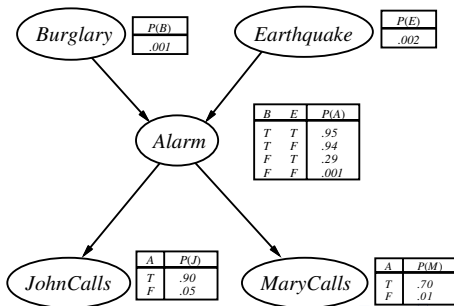 Burglary
P(B)
.001
Earthquake
P(E)
.002
Alarm
B E P(A)
T T .95
T F .94
F T .29
F F .001
JohnCalls
A P(J)
T .90
F .05
MaryCalls
A P(M)
T .70
F .01